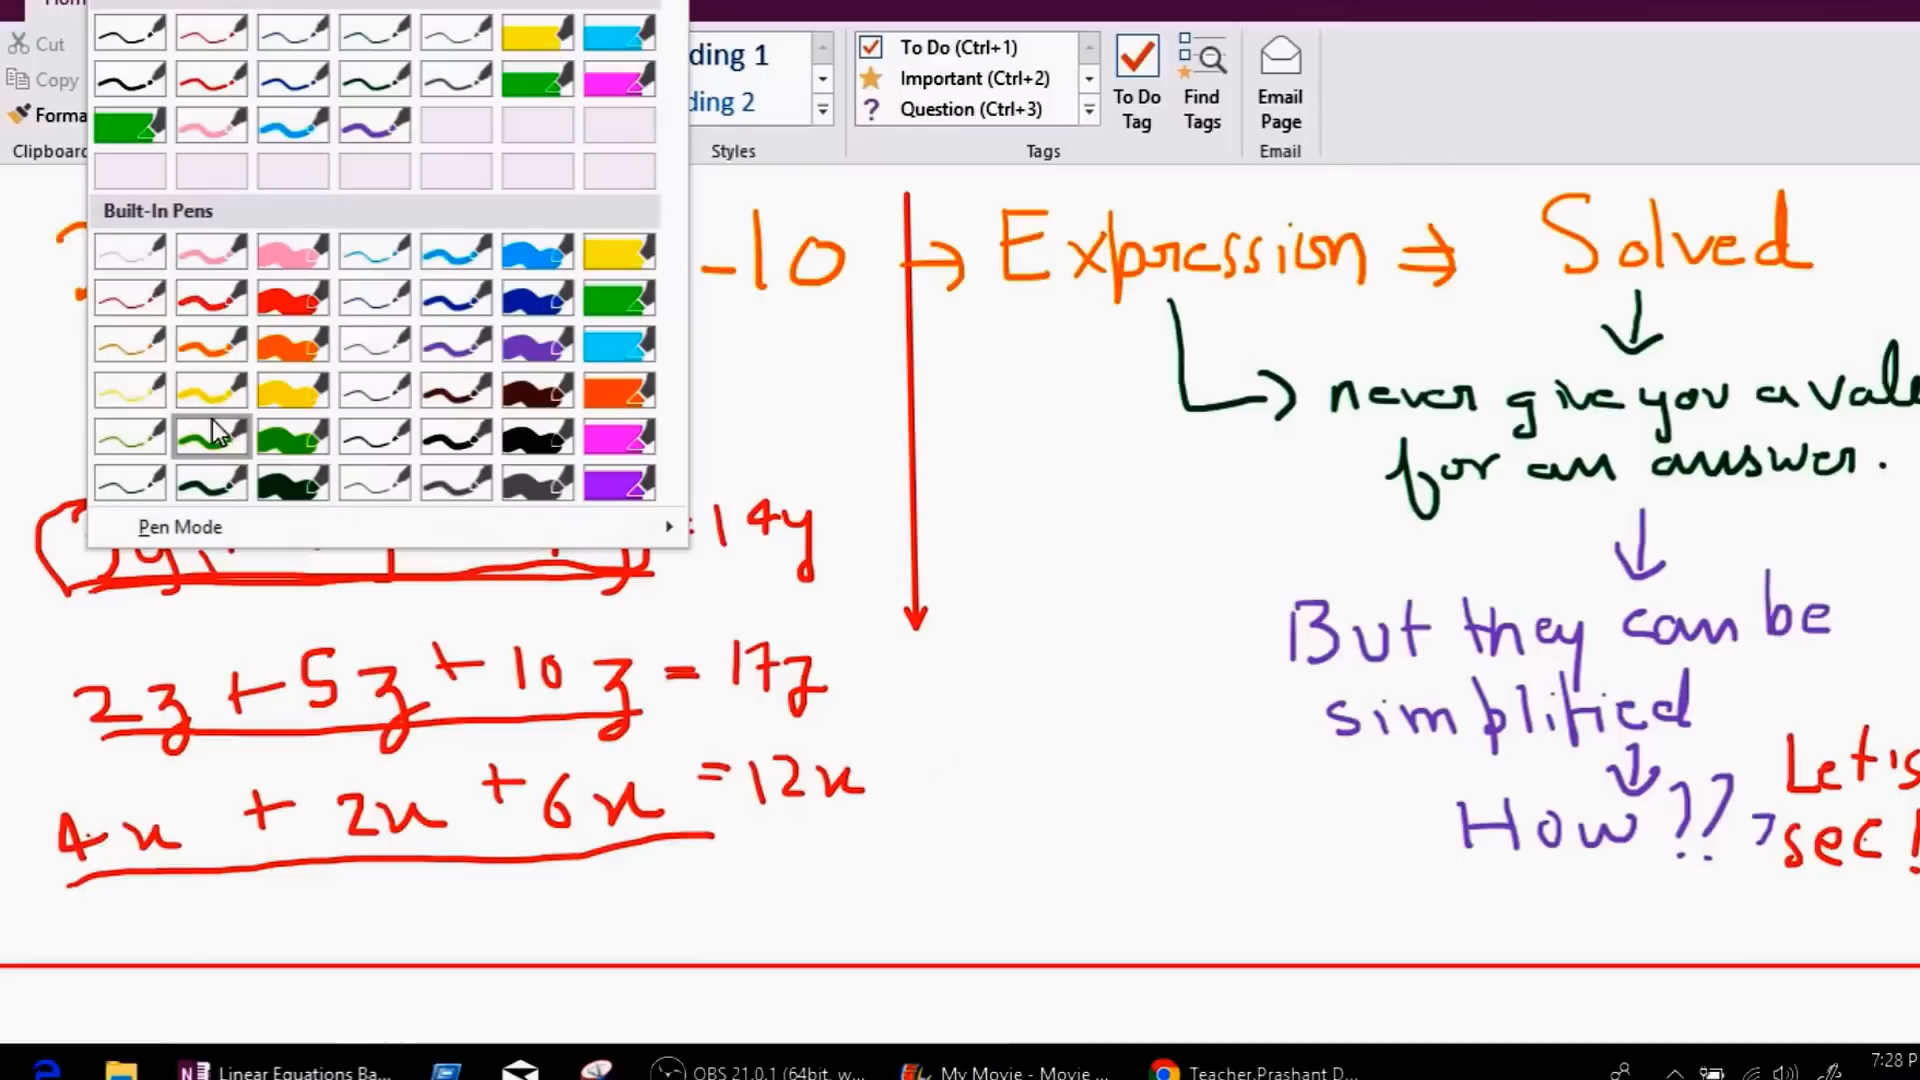 Cut
Copy
Forma
Clipboard
ding 1
ding 2
Styles
To Do (Ctrl+1)
Important (Ctrl+2)
Question (Ctrl+3)
Tags
To Do
Tag
Find
Tags
Email
Page
Email
Built-In Pens
Pen Mode
-10 → Expression ⇒ Solved
never give you a val
for an answer.
= 14y
But they can be
simplified
2z + 5z + 10z = 17z
4x + 2x + 6x = 12x
How ??
Let's
see!
Linear Equations Ba...
OBS 21.0.1 (64bit, w...
My Movie - Movie ...
Teacher.Prashant D...
7:28 P